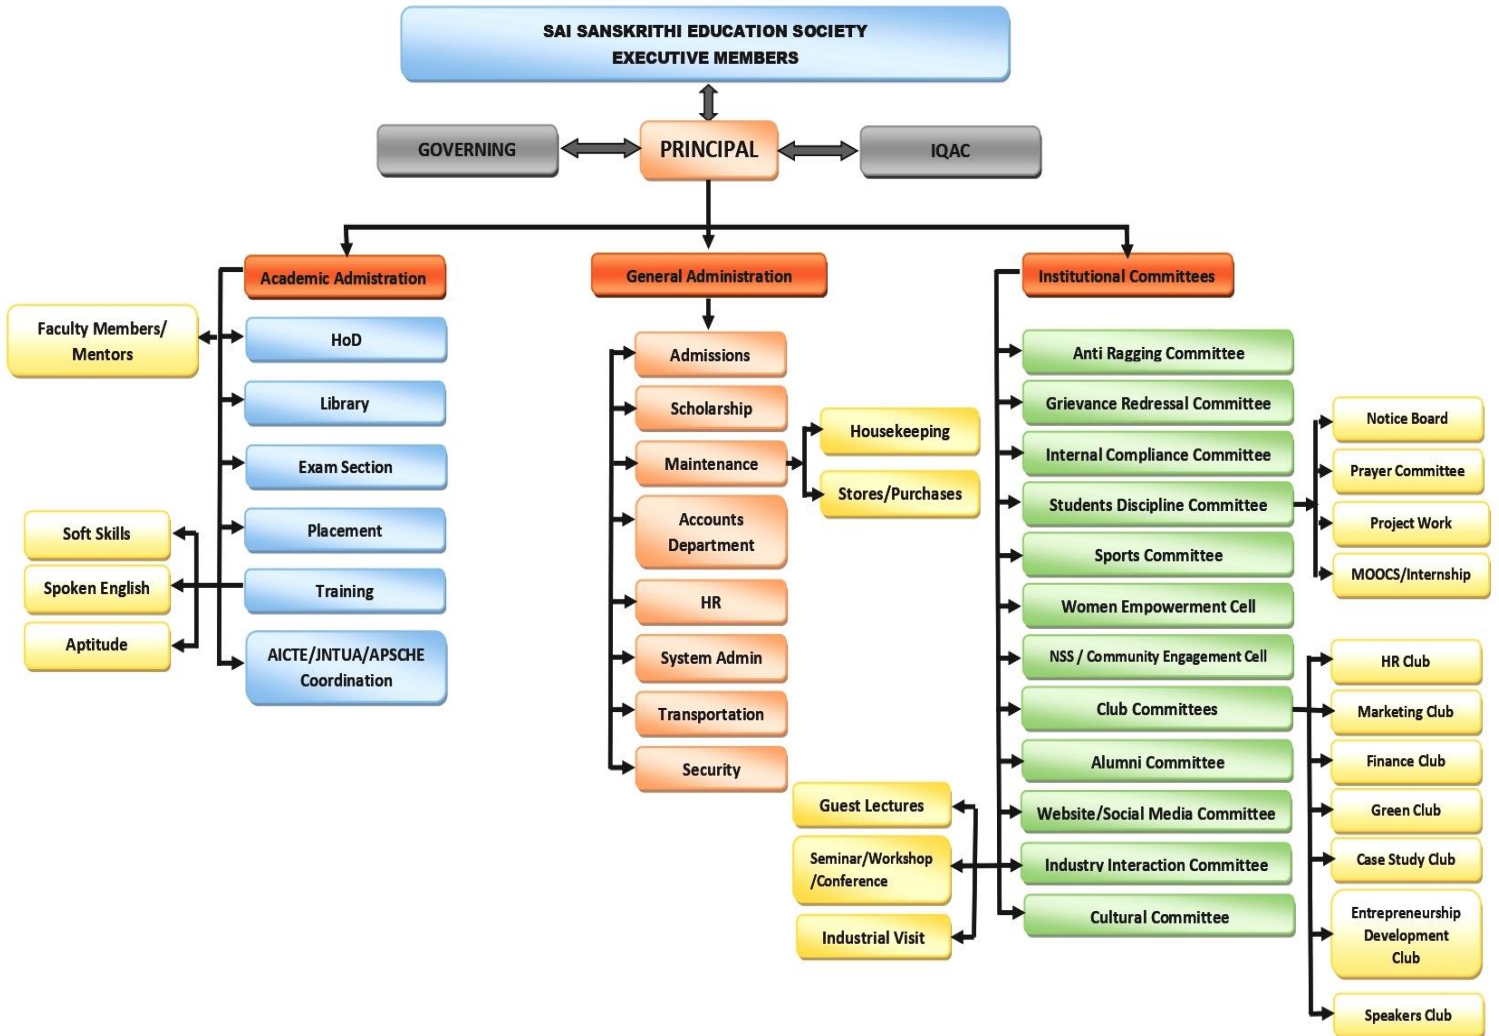 SAI SANSKRITHI EDUCATION SOCIETY
EXECUTIVE MEMBERS
GOVERNING
PRINCIPAL
IQAC
Academic Admistration
Faculty Members/
Mentors
HoD
Library
Exam Section
Placement
Training
Soft Skills
Spoken English
Aptitude
AICTE/JNTUA/APSCHE
Coordination
General Administration
Admissions
Scholarship
Maintenance
Housekeeping
Stores/Purchases
Accounts
Department
HR
System Admin
Transportation
Security
Institutional Committees
Anti Ragging Committee
Grievance Redressal Committee
Internal Compliance Committee
Students Discipline Committee
Notice Board
Prayer Committee
Project Work
MOOCS/Internship
Sports Committee
Women Empowerment Cell
NSS / Community Engagement Cell
Club Committees
HR Club
Marketing Club
Finance Club
Green Club
Case Study Club
Entrepreneurship
Development
Club
Speakers Club
Alumni Committee
Website/Social Media Committee
Industry Interaction Committee
Guest Lectures
Seminar/Workshop
/Conference
Industrial Visit
Cultural Committee